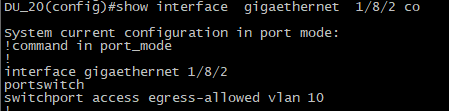 DU_20(config)#show interface  gigaethernet  1/8/2 co
System current configuration in port mode:
!command in port_mode
!
interface gigaethernet 1/8/2
portswitch
switchport access egress-allowed vlan 10
!